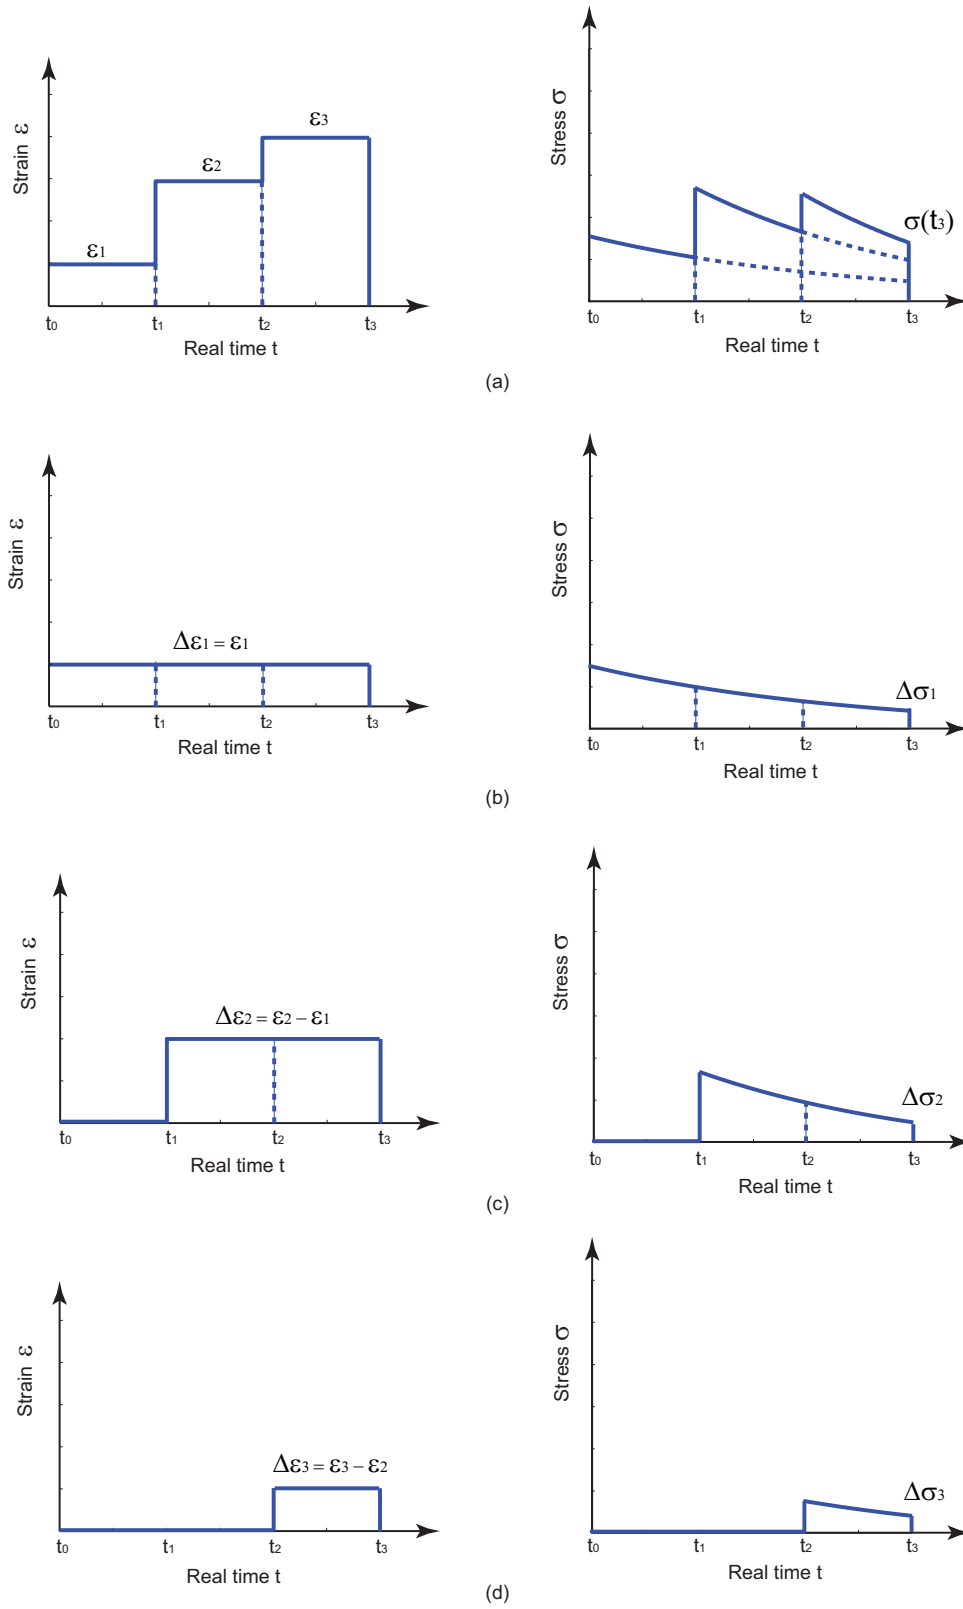 Strain ε
ε1
ε2
ε3
t0 t1 t2 t3
Real time t
Stress σ
σ(t3)
t0 t1 t2 t3
Real time t
(a)
Strain ε
Δε1 = ε1
t0 t1 t2 t3
Real time t
Stress σ
Δσ1
t0 t1 t2 t3
Real time t
(b)
Strain ε
Δε2 = ε2 – ε1
t0 t1 t2 t3
Real time t
Stress σ
Δσ2
t0 t1 t2 t3
Real time t
(c)
Strain ε
Δε3 = ε3 – ε2
t0 t1 t2 t3
Real time t
Stress σ
Δσ3
t0 t1 t2 t3
Real time t
(d)